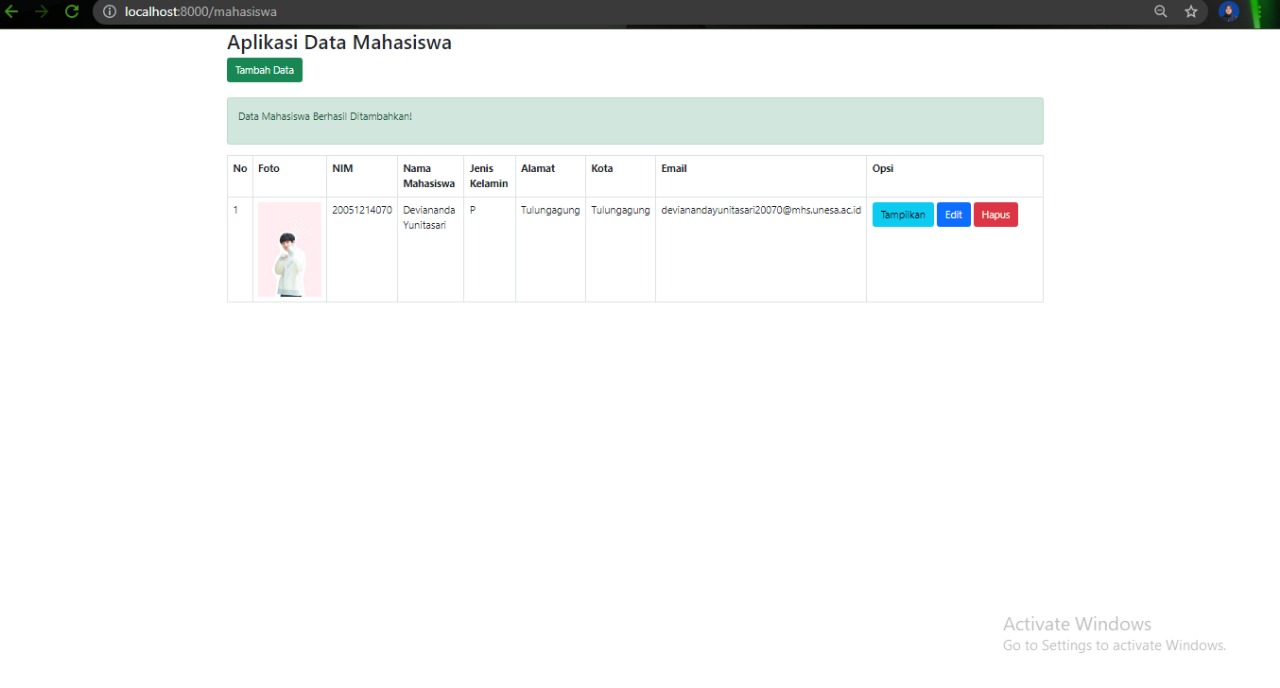 localhost:8000/mahasiswa
Aplikasi Data Mahasiswa
Tambah Data
Data Mahasiswa Berhasil Ditambahkan!
No Foto NIM Nama Mahasiswa Jenis Kelamin Alamat Kota Email Opsi
1 20051214070 Deviananda Yunitasari P Tulungagung Tulungagung devianandayunitasari20070@mhs.unesa.ac.id Tampilkan Edit Hapus
Activate Windows
Go to Settings to activate Windows.